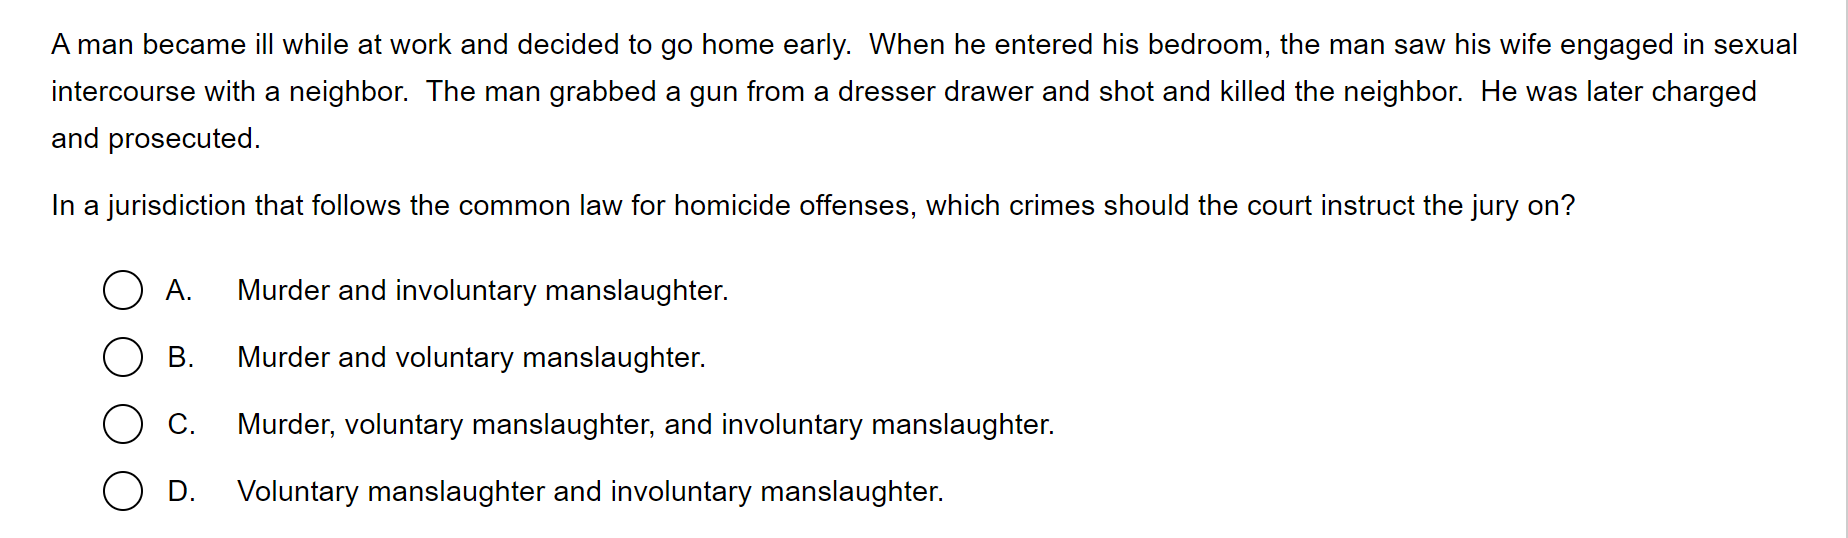 A man became ill while at work and decided to go home early.  When he entered his bedroom, the man saw his wife engaged in sexual
intercourse with a neighbor.  The man grabbed a gun from a dresser drawer and shot and killed the neighbor.  He was later charged
and prosecuted.
In a jurisdiction that follows the common law for homicide offenses, which crimes should the court instruct the jury on?
A. Murder and involuntary manslaughter.
B. Murder and voluntary manslaughter.
C. Murder, voluntary manslaughter, and involuntary manslaughter.
D. Voluntary manslaughter and involuntary manslaughter.